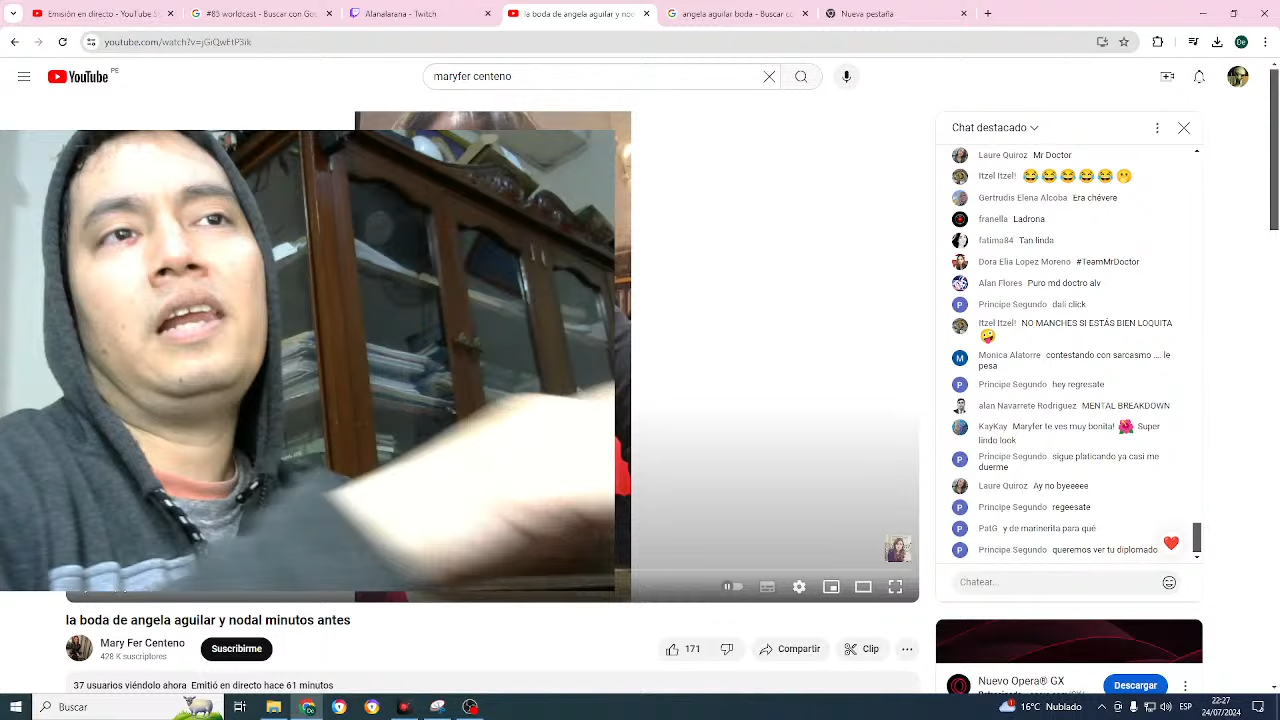 Emisión en directo - YouTube S
#85 worldcast - Buscar con Go
Alanalarana - Twitch
la boda de angela aguilar y nod
angela aguilar boda - Buscar co
Nueva pestaña
youtube.com/watch?v=jGiQwEtP3ik
De
YouTube PE
maryfer centeno
Chat destacado
Laure Quiroz Mr Doctor
Itzel Itzel! 😂😂😂😂😂🤭
Gertrudis Elena Alcoba Era chévere
franella Ladrona
fatima84 Tan linda
Dora Elia Lopez Moreno #TeamMrDoctor
Alan Flores Puro md doctro alv
Principe Segundo dali click
Itzel Itzel! NO MANCHES SI ESTÁS BIEN LOQUITA
🤪
Monica Alatorre contestando con sarcasmo .... le
pesa
Principe Segundo hey regresate
alan Navarrete Rodriguez MENTAL BREAKDOWN
KayKay Maryfer te ves muy bonita! 🌺 Super
lindo look
Principe Segundo sigue platicando ya casi me
duerme
Laure Quiroz Ay no byeeeee
Principe Segundo regeesate
PatG y de marinerita para qué
Principe Segundo queremos ver tu diplomado
Chatear...
la boda de angela aguilar y nodal minutos antes
Mary Fer Centeno
428 K suscriptores
Suscribirme
171
Compartir
Clip
37 usuarios viéndolo ahora Emitió en directo hace 61 minutos
Nuevo Opera® GX
Descargar
Buscar
16°C Nublado
ESP
22:27
24/07/2024